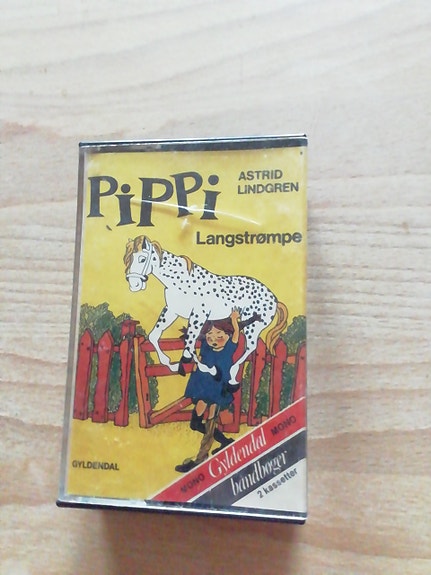 PiPPi
ASTRID
LINDGREN
Langstrømpe
GYLDENDAL
MONO Gyldendal MONO
båndbøger
2 kassetter